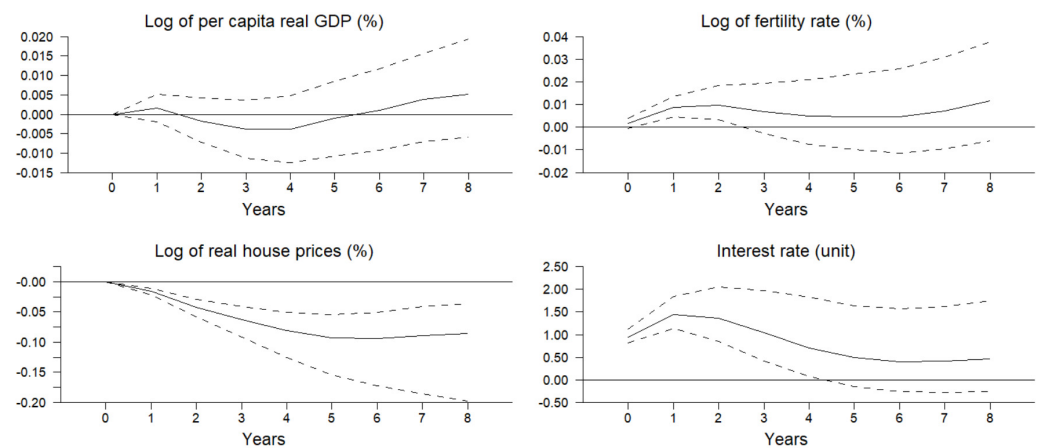 Log of per capita real GDP (%)
0.020
0.015
0.010
0.005
0.000
-0.005
-0.010
-0.015
0 1 2 3 4 5 6 7 8
Years
Log of fertility rate (%)
0.04
0.03
0.02
0.01
0.00
-0.01
-0.02
0 1 2 3 4 5 6 7 8
Years
Log of real house prices (%)
-0.00
-0.05
-0.10
-0.15
-0.20
0 1 2 3 4 5 6 7 8
Years
Interest rate (unit)
2.50
2.00
1.50
1.00
0.50
0.00
-0.50
0 1 2 3 4 5 6 7 8
Years